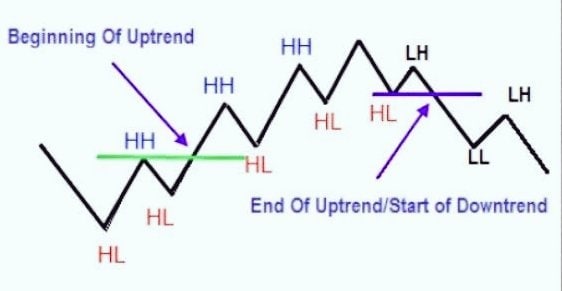 Beginning Of Uptrend
HH
LH
HH
LH
HL
HL
HH
HL
LL
HL
End Of Uptrend/Start of Downtrend
HL